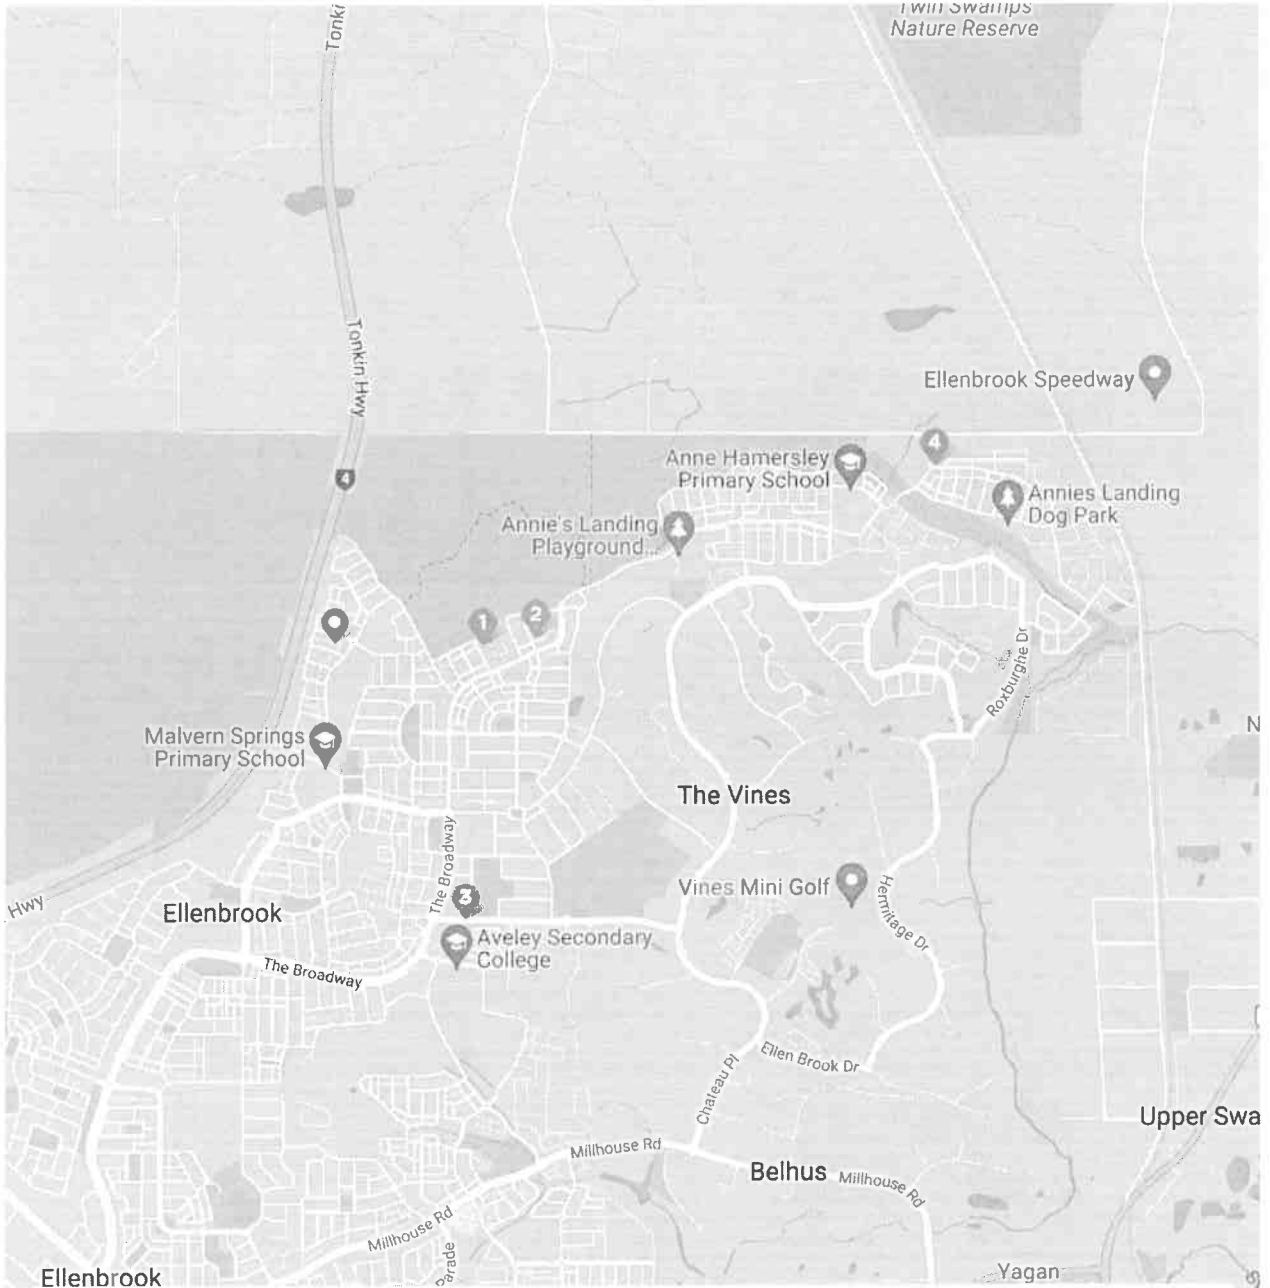 Twin Swamps
Nature Reserve
Tonki
Tonkin Hwy
Ellenbrook Speedway
4
Anne Hamersley
Primary School
4
Annies Landing
Dog Park
Annie's Landing
Playground...
1
2
Roxburghe Dr
Malvern Springs
Primary School
N
The Vines
The Broadway
Vines Mini Golf
3
Hwy
Ellenbrook
Hermitage Dr
Aveley Secondary
College
The Broadway
Ellen Brook Dr
Chateau Pl
Upper Swa
Millhouse Rd
Belhus
Millhouse Rd
Millhouse Rd
Parade
Ellenbrook
Yagan